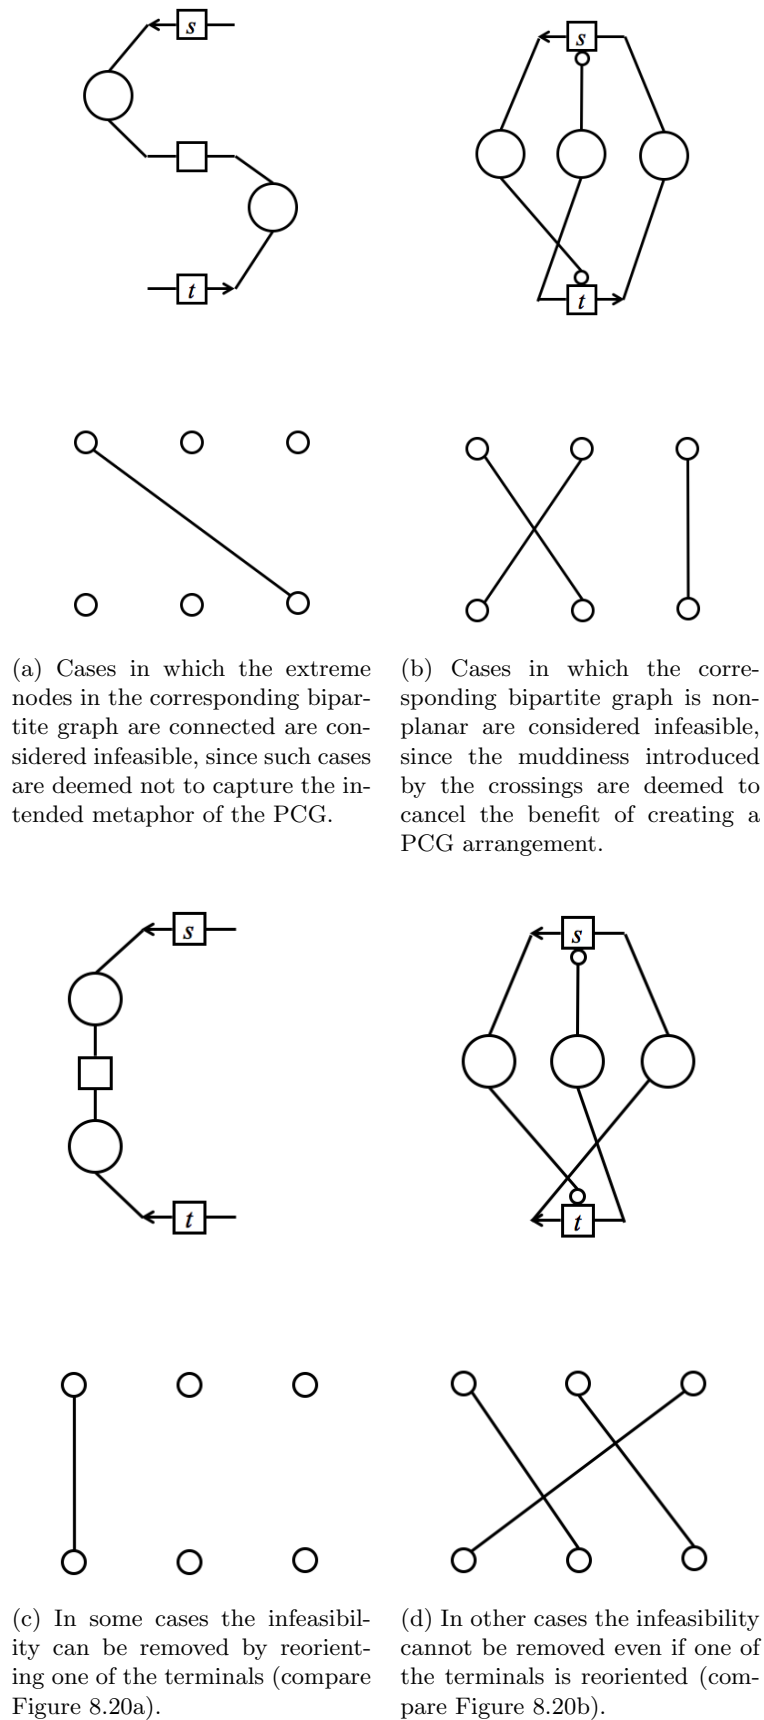 s
s
t
t
(a) Cases in which the extreme
nodes in the corresponding bipar-
tite graph are connected are con-
sidered infeasible, since such cases
are deemed not to capture the in-
tended metaphor of the PCG.
(b) Cases in which the corre-
sponding bipartite graph is non-
planar are considered infeasible,
since the muddiness introduced
by the crossings are deemed to
cancel the benefit of creating a
PCG arrangement.
s
s
t
t
(c) In some cases the infeasibil-
ity can be removed by reorient-
ing one of the terminals (compare
Figure 8.20a).
(d) In other cases the infeasibility
cannot be removed even if one of
the terminals is reoriented (com-
pare Figure 8.20b).